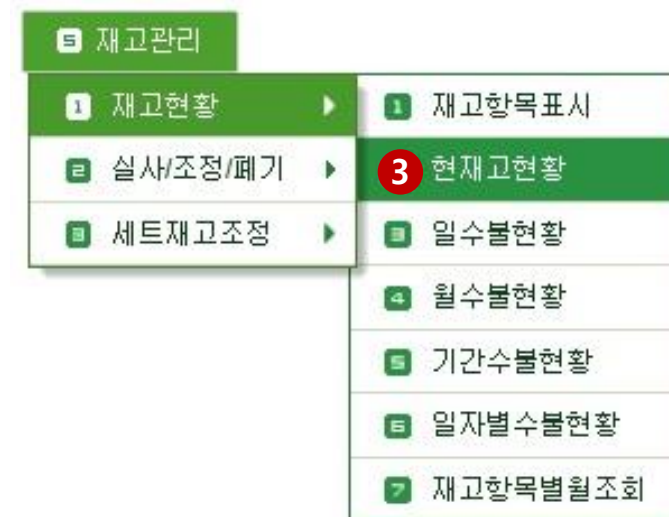 5 재고관리
1 재고현황
2 실사/조정/폐기
3 세트재고조정
1 재고항목표시
3 현재고현황
3 일수불현황
4 월수불현황
5 기간수불현황
6 일자별수불현황
7 재고항목별월조회